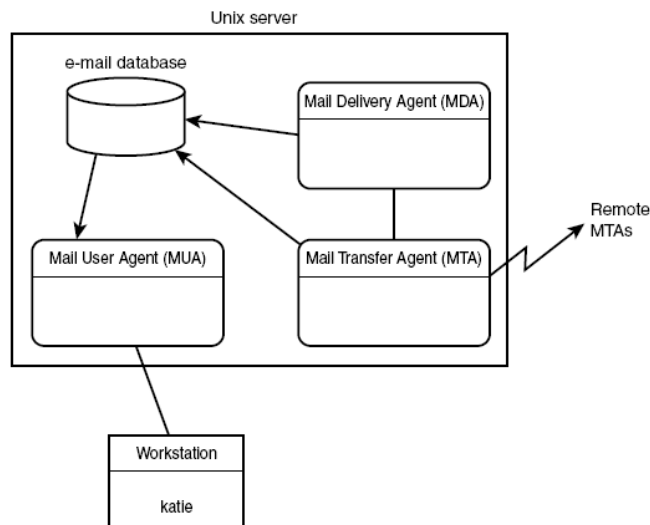 Unix server
e-mail database
Mail Delivery Agent (MDA)
Remote
MTAs
Mail User Agent (MUA)
Mail Transfer Agent (MTA)
Workstation
katie